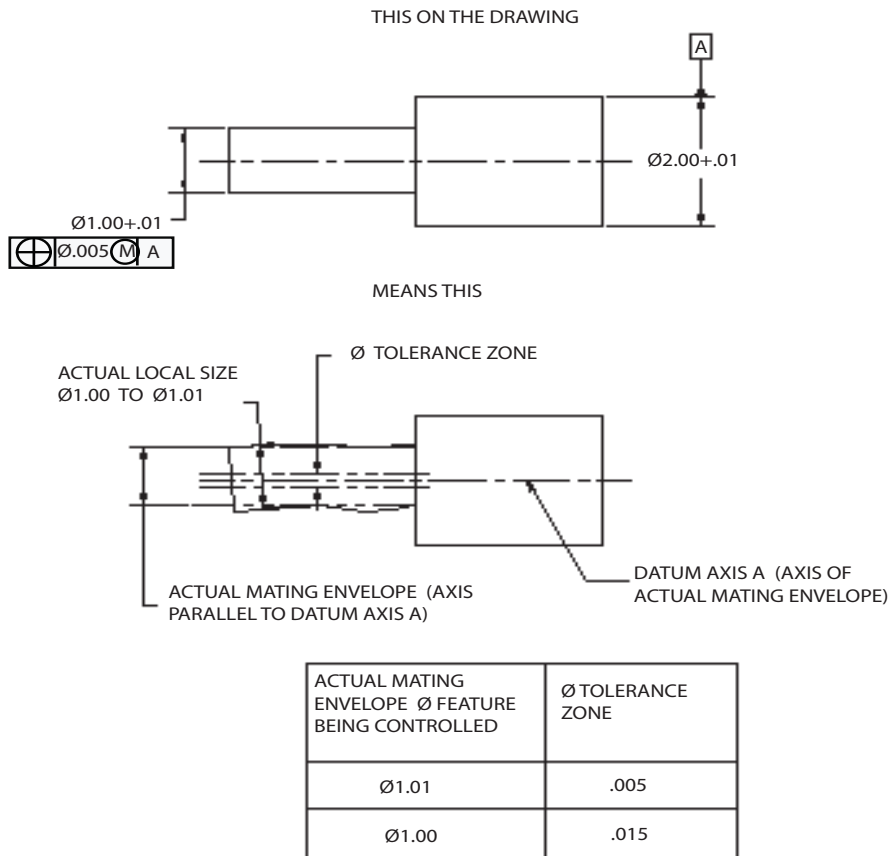 THIS ON THE DRAWING
A
Ø2.00+.01
Ø1.00+.01
Ø.005 Ⓜ A
MEANS THIS
Ø TOLERANCE ZONE
ACTUAL LOCAL SIZE
Ø1.00 TO Ø1.01
DATUM AXIS A (AXIS OF
ACTUAL MATING ENVELOPE)
ACTUAL MATING ENVELOPE (AXIS
PARALLEL TO DATUM AXIS A)
ACTUAL MATING
ENVELOPE Ø FEATURE
BEING CONTROLLED
Ø TOLERANCE
ZONE
Ø1.01
.005
Ø1.00
.015